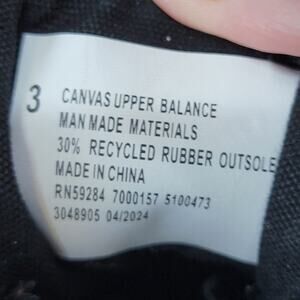 3
CANVAS UPPER BALANCE
MAN MADE MATERIALS
30% RECYCLED RUBBER OUTSOLE
MADE IN CHINA
RN59284 7000157 5100473
3048905 04/2024